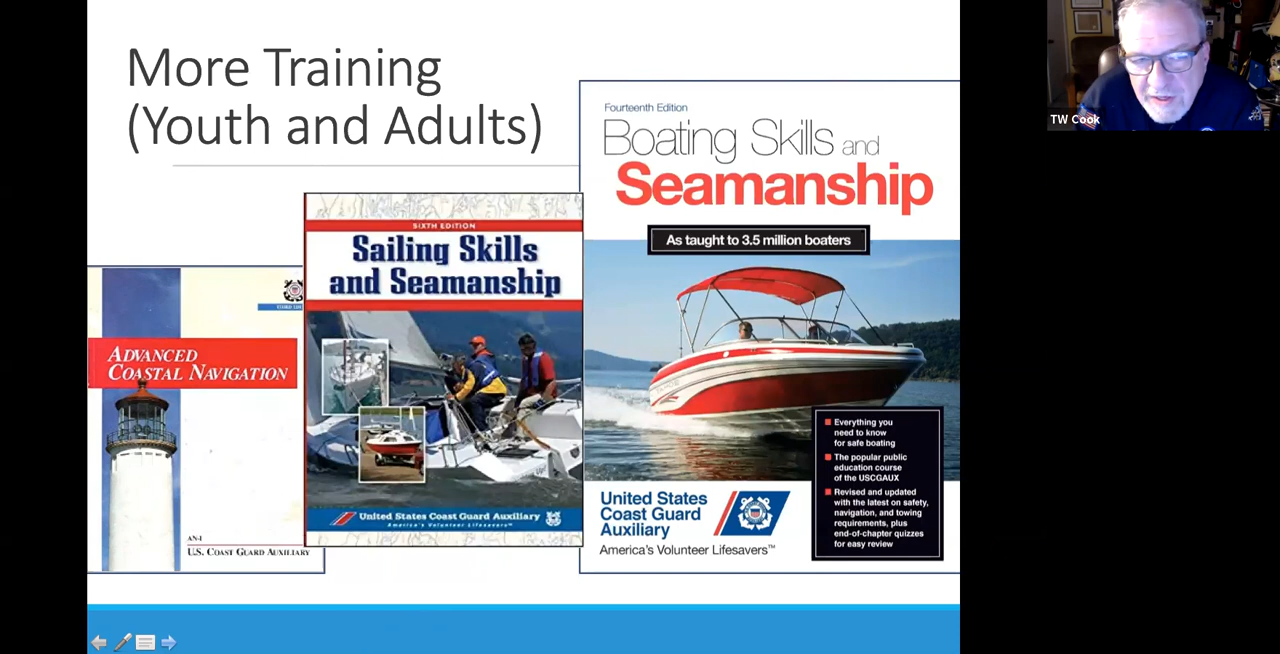 More Training
(Youth and Adults)
ADVANCED
COASTAL NAVIGATION
AN-1
U.S. COAST GUARD AUXILIARY
SIXTH EDITION
Sailing Skills
and Seamanship
United States Coast Guard Auxiliary
America's Volunteer Lifesavers™
Fourteenth Edition
Boating Skills and
Seamanship
As taught to 3.5 million boaters
Everything you
need to know
for safe boating
The popular public
education course
of the USCGAUX
Revised and updated
with the latest on safety,
navigation, and towing
requirements, plus
end-of-chapter quizzes
for easy review
United States
Coast Guard
Auxiliary
America's Volunteer Lifesavers™
TW Cook